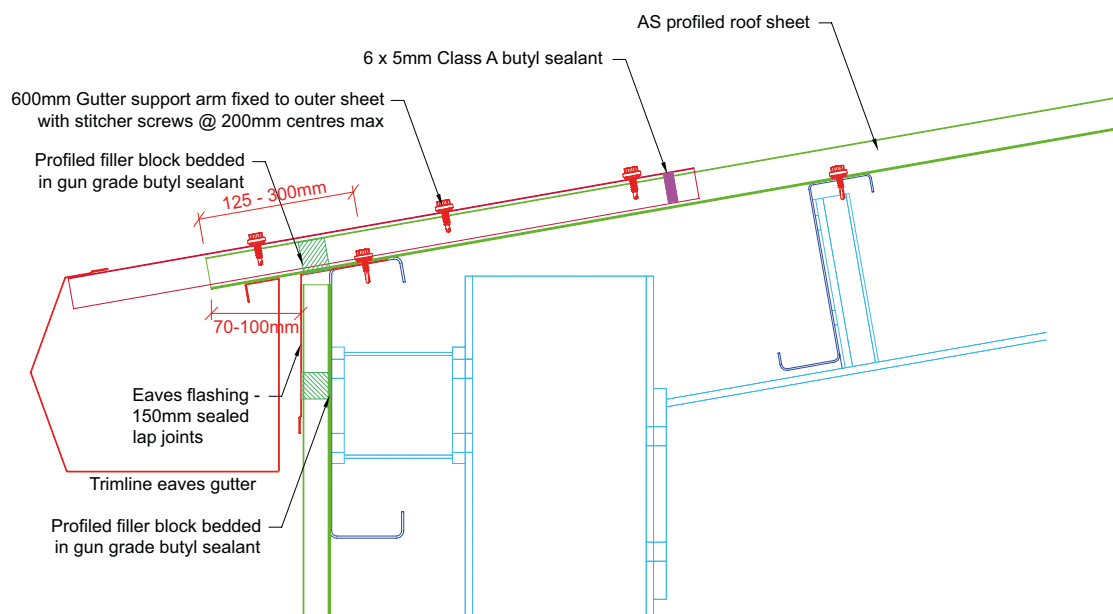 AS profiled roof sheet
6 x 5mm Class A butyl sealant
600mm Gutter support arm fixed to outer sheet
with stitcher screws @ 200mm centres max
Profiled filler block bedded
in gun grade butyl sealant
125 - 300mm
70-100mm
Eaves flashing -
150mm sealed
lap joints
Trimline eaves gutter
Profiled filler block bedded
in gun grade butyl sealant